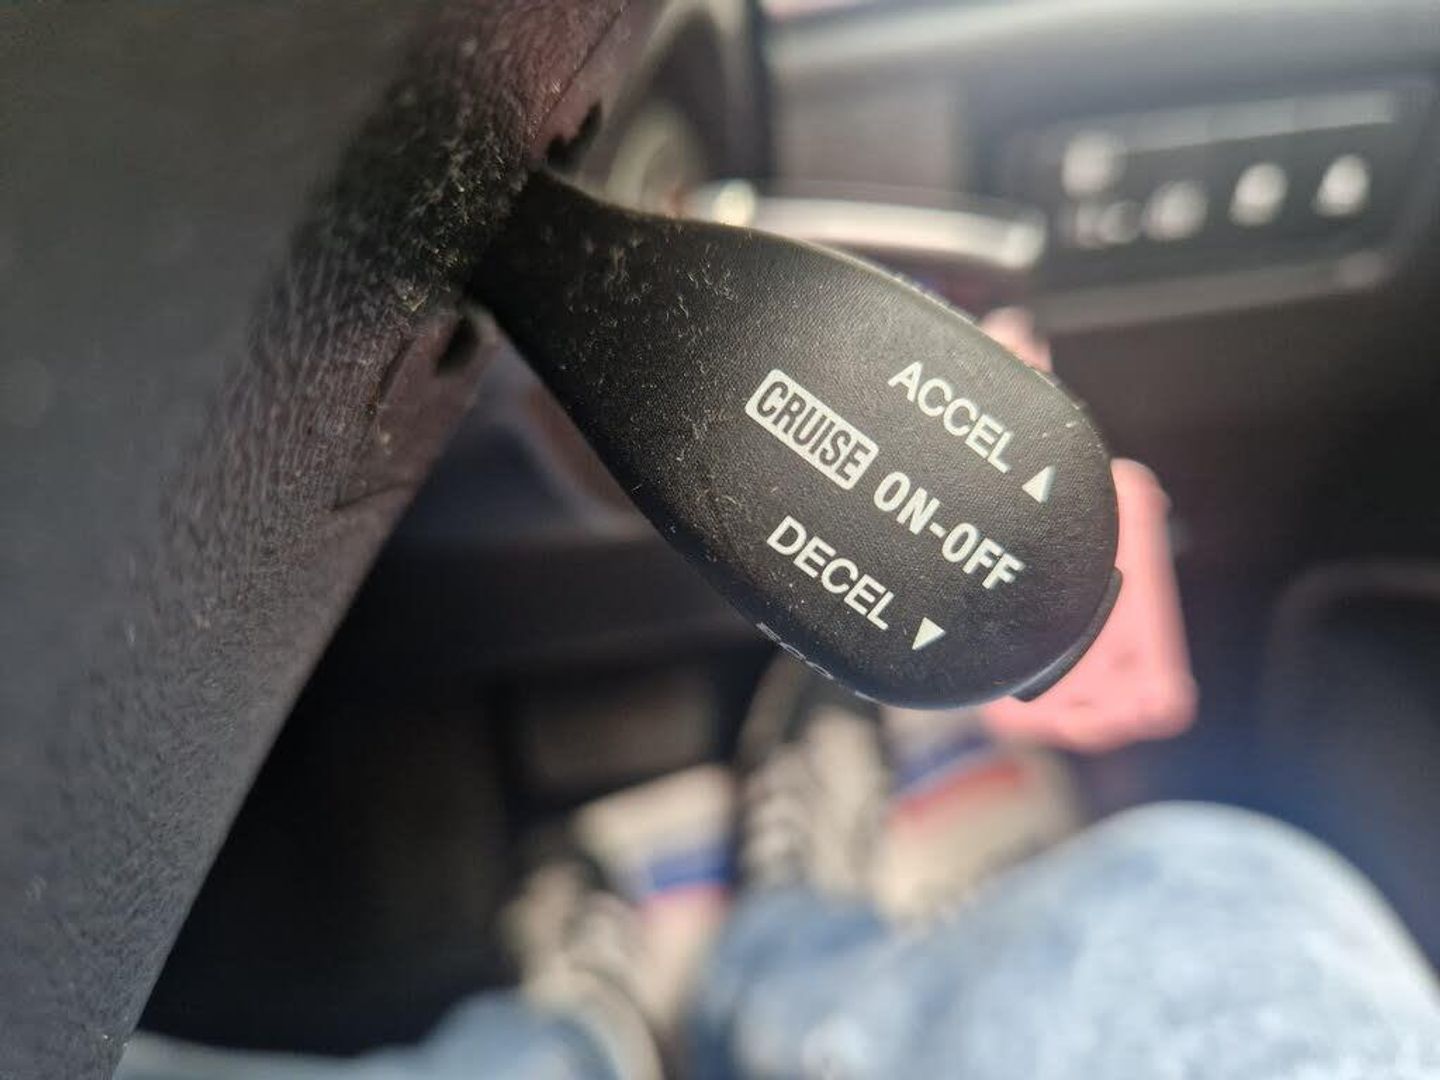 ACCEL ▲
CRUISE ON-OFF
DECEL ▼